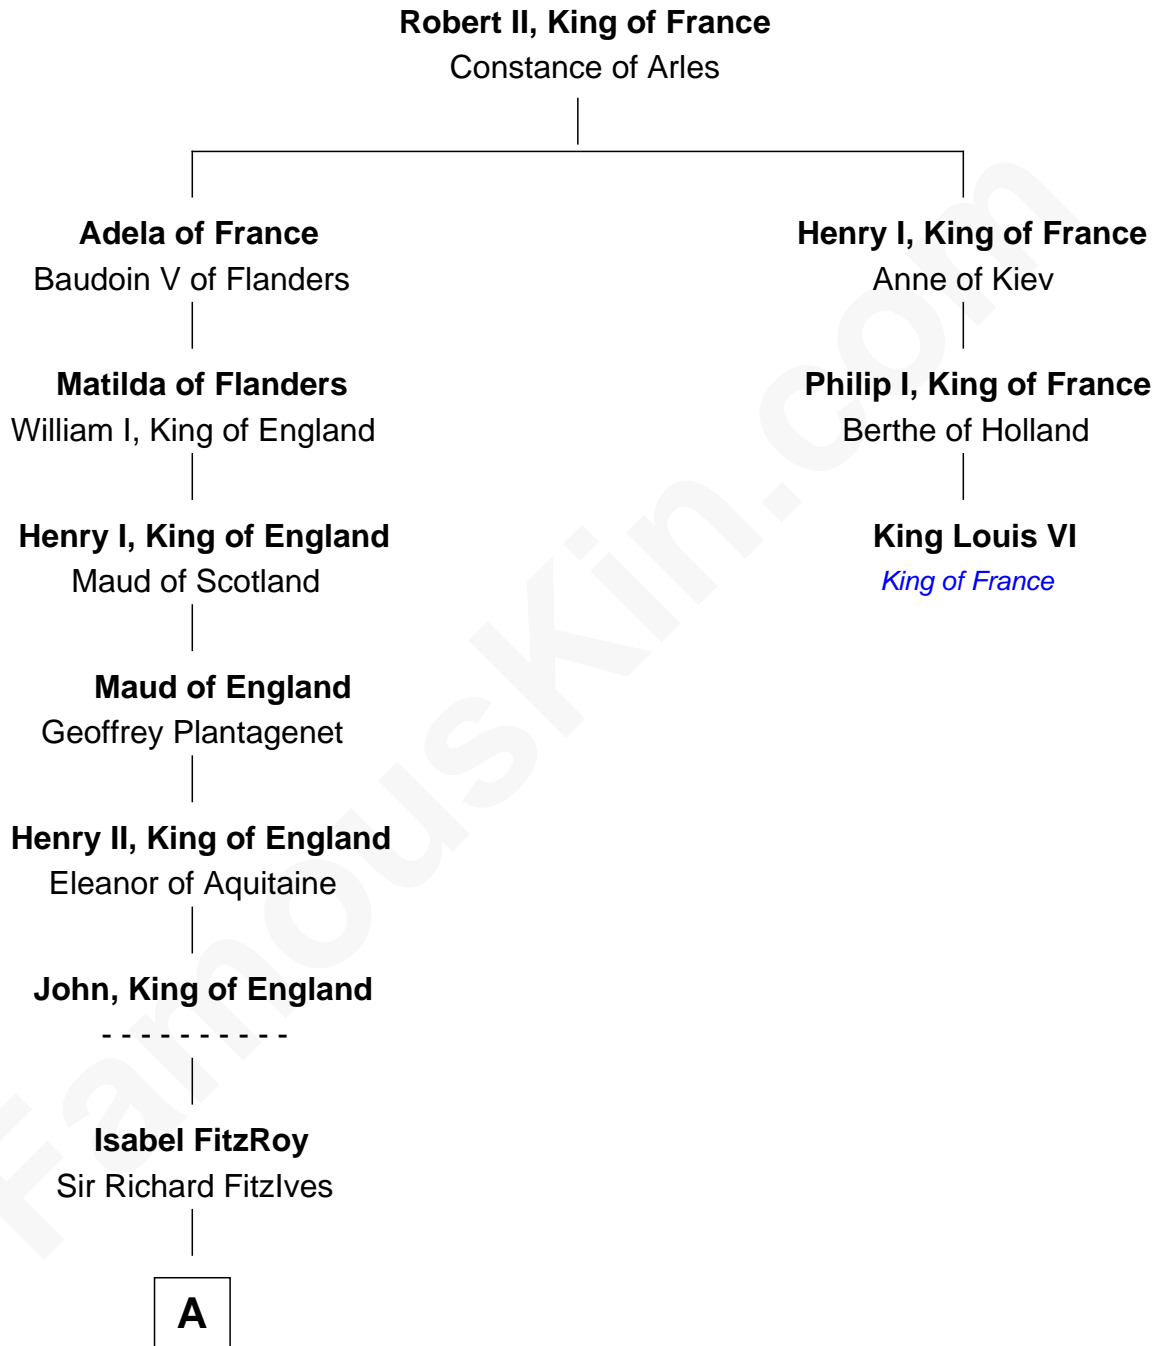 Robert II, King of France
Constance of Arles
Adela of France
Baudoin V of Flanders
Henry I, King of France
Anne of Kiev
Matilda of Flanders
William I, King of England
Philip I, King of France
Berthe of Holland
Henry I, King of England
Maud of Scotland
King Louis VI
King of France
Maud of England
Geoffrey Plantagenet
Henry II, King of England
Eleanor of Aquitaine
John, King of England
- - - - - - - - - -
Isabel FitzRoy
Sir Richard FitzIves
A
FamousKin.com